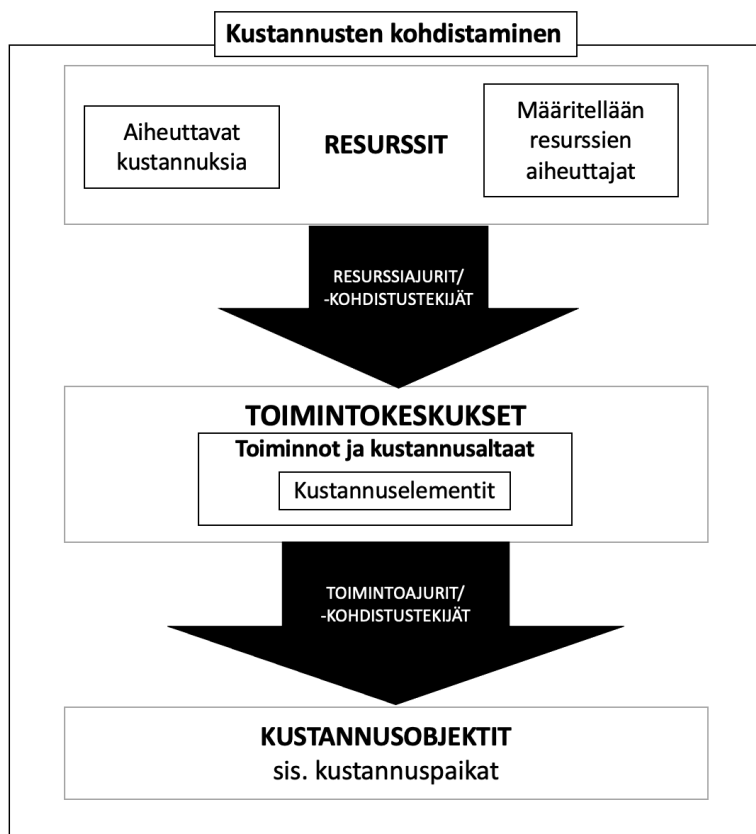 Kustannusten kohdistaminen
Aiheuttavat
kustannuksia
RESURSSIT
Määritellään
resurssien
aiheuttajat
RESURSSIAJURIT/
-KOHDISTUSTEKIJÄT
TOIMINTOKESKUKSET
Toiminnot ja kustannusaltaat
Kustannuselementit
TOIMINTOAJURIT/
-KOHDISTUSTEKIJÄT
KUSTANNUSOBJEKTIT
sis. kustannuspaikat